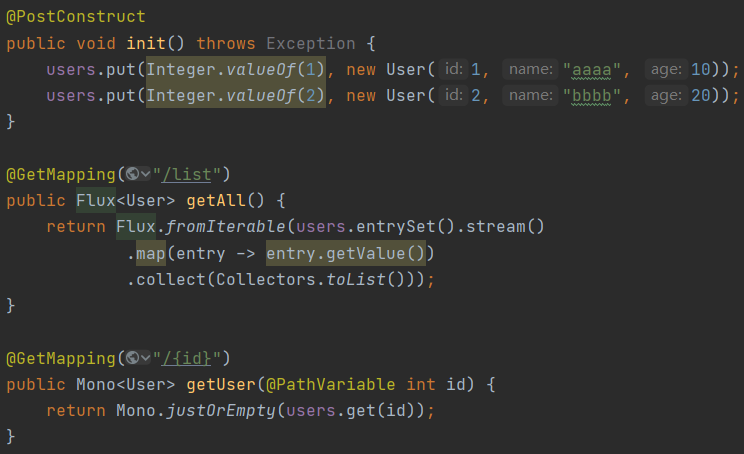 @PostConstruct
public void init() throws Exception {
    users.put(Integer.valueOf(1), new User( id: 1, name: "aaaa", age: 10));
    users.put(Integer.valueOf(2), new User( id: 2, name: "bbbb", age: 20));
}
@GetMapping("/list")
public Flux<User> getAll() {
    return Flux.fromIterable(users.entrySet().stream()
            .map(entry -> entry.getValue())
            .collect(Collectors.toList()));
}
@GetMapping("/{id}")
public Mono<User> getUser(@PathVariable int id) {
    return Mono.justOrEmpty(users.get(id));
}